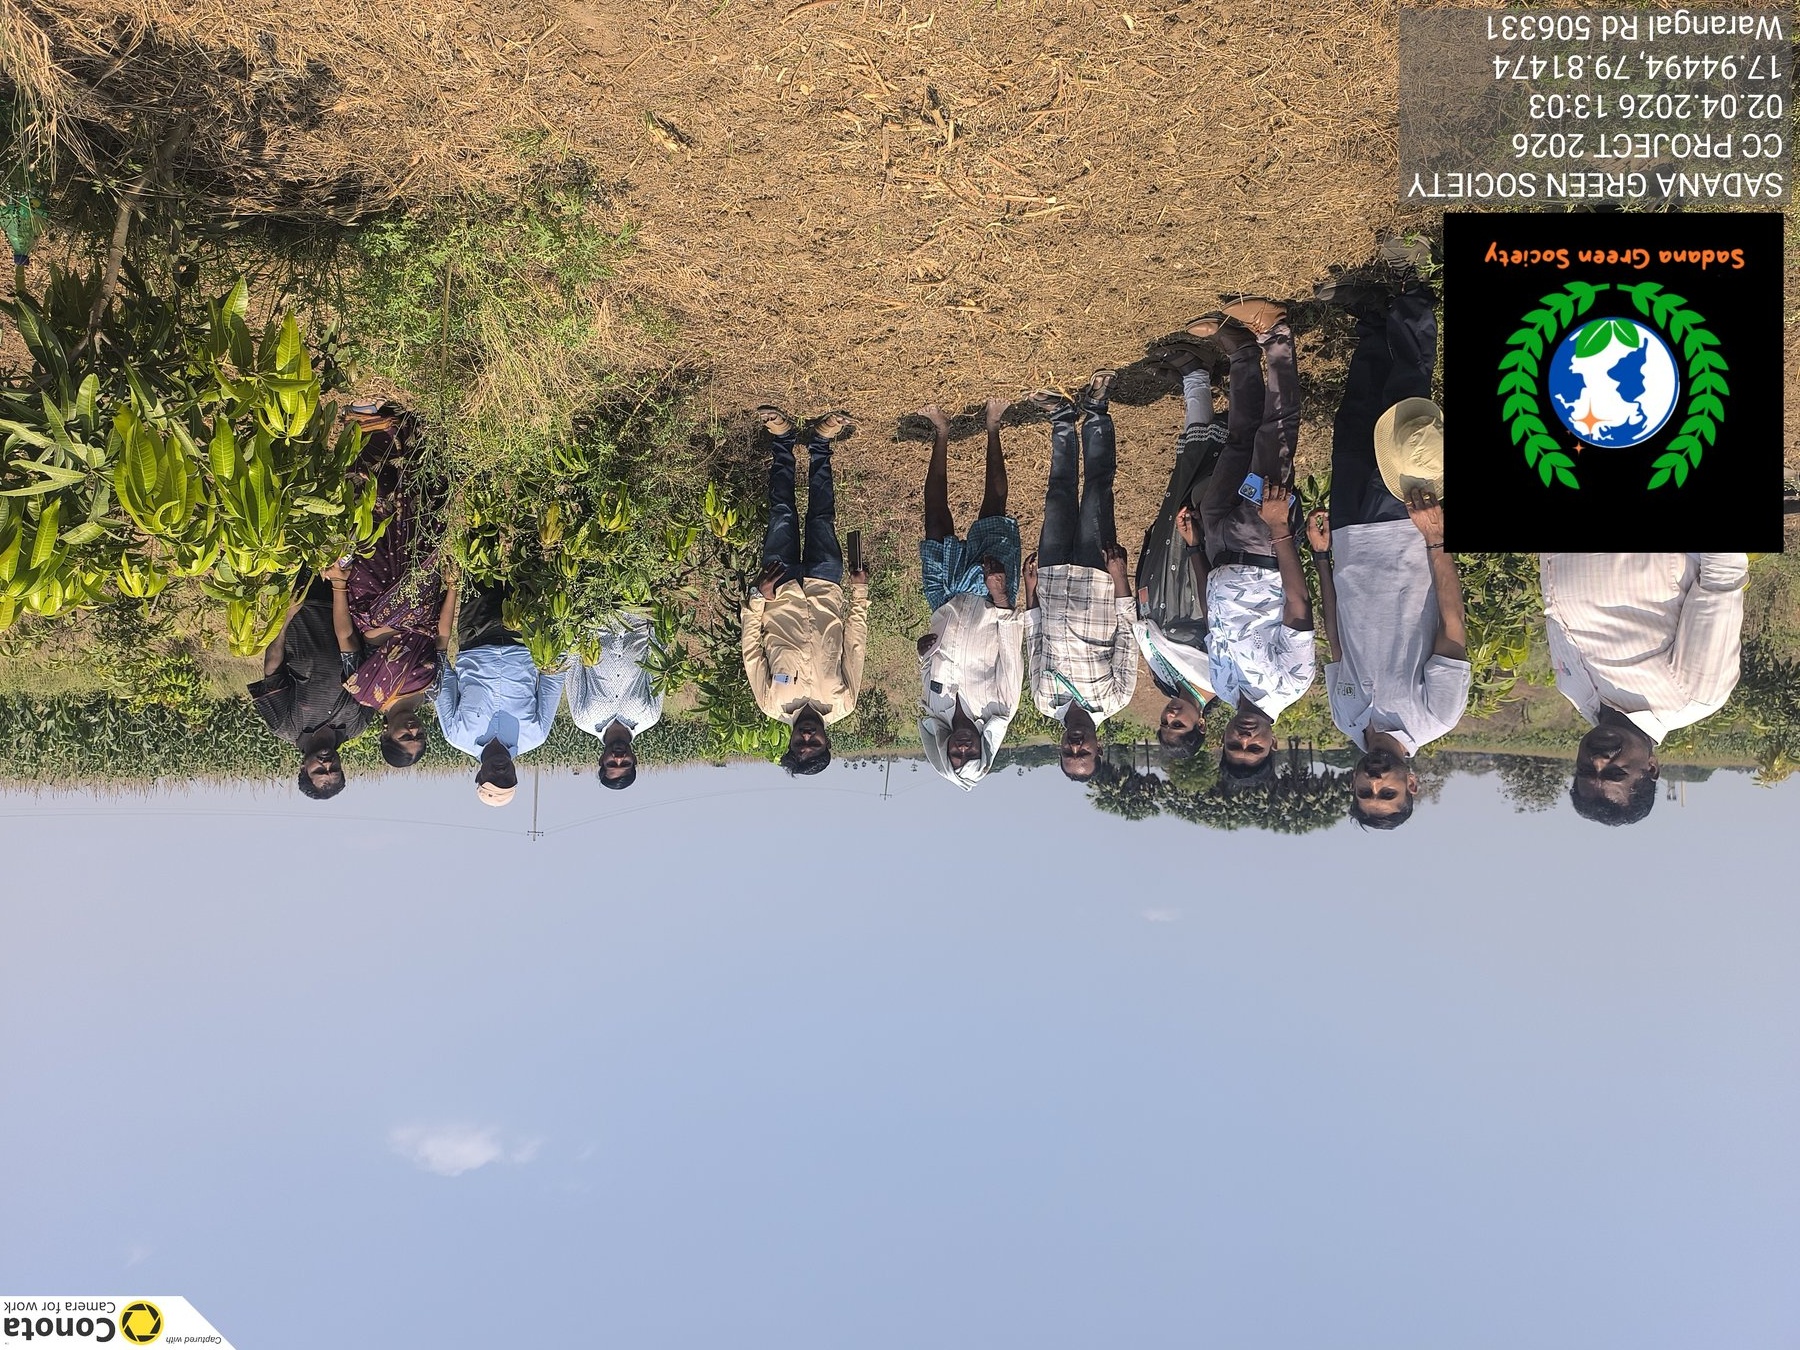 Captured with
Conota
Camera for work
Sadana Green Society
SADANA GREEN SOCIETY
CC PROJECT 2026
02.04.2026 13:03
17.94494, 79.81474
Warangal Rd 506331